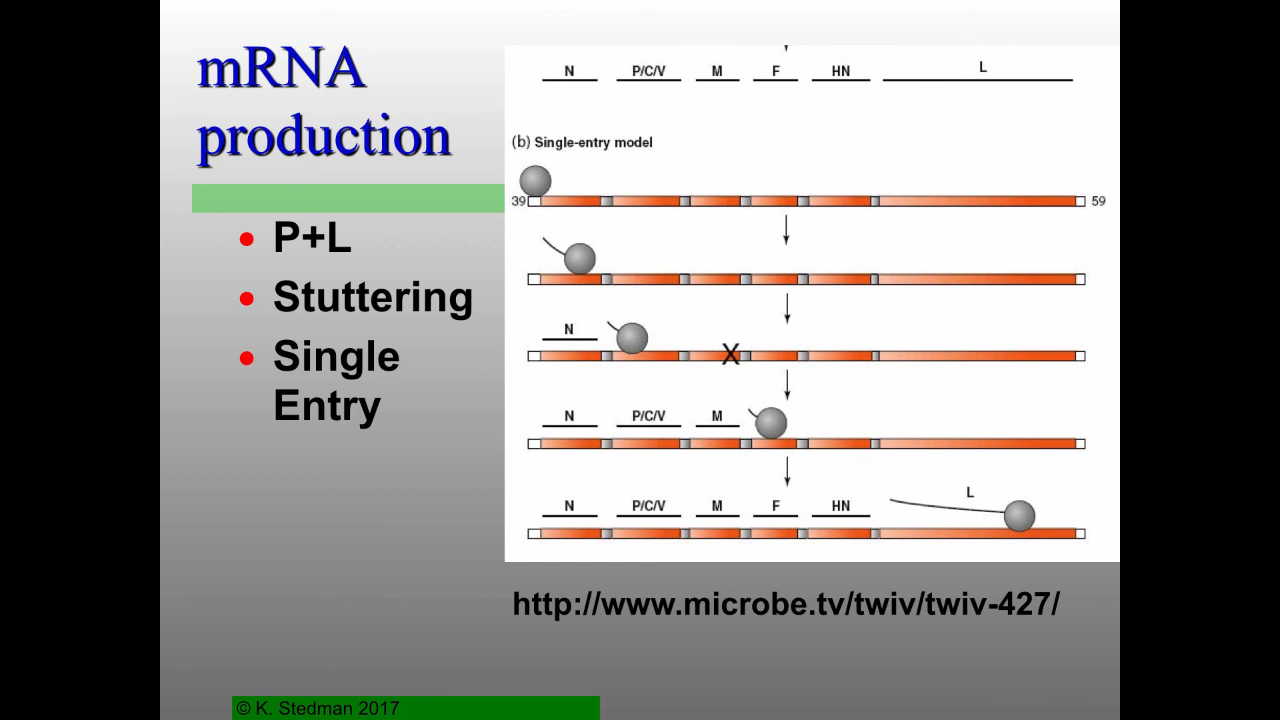 mRNA
production
P+L
Stuttering
Single
Entry
N P/C/V M F HN L
(b) Single-entry model
39 59
N
X
N P/C/V M
N P/C/V M F HN L
http://www.microbe.tv/twiv/twiv-427/
© K. Stedman 2017